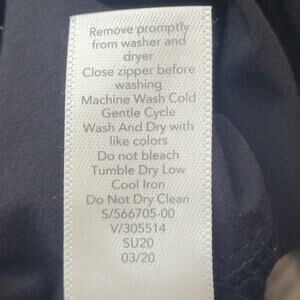 Remove promptly
from washer and
dryer
Close zipper before
washing
Machine Wash Cold
Gentle Cycle
Wash And Dry with
like colors
Do not bleach
Tumble Dry Low
Cool Iron
Do Not Dry Clean
S/566705-00
V/305514
SU20
03/20